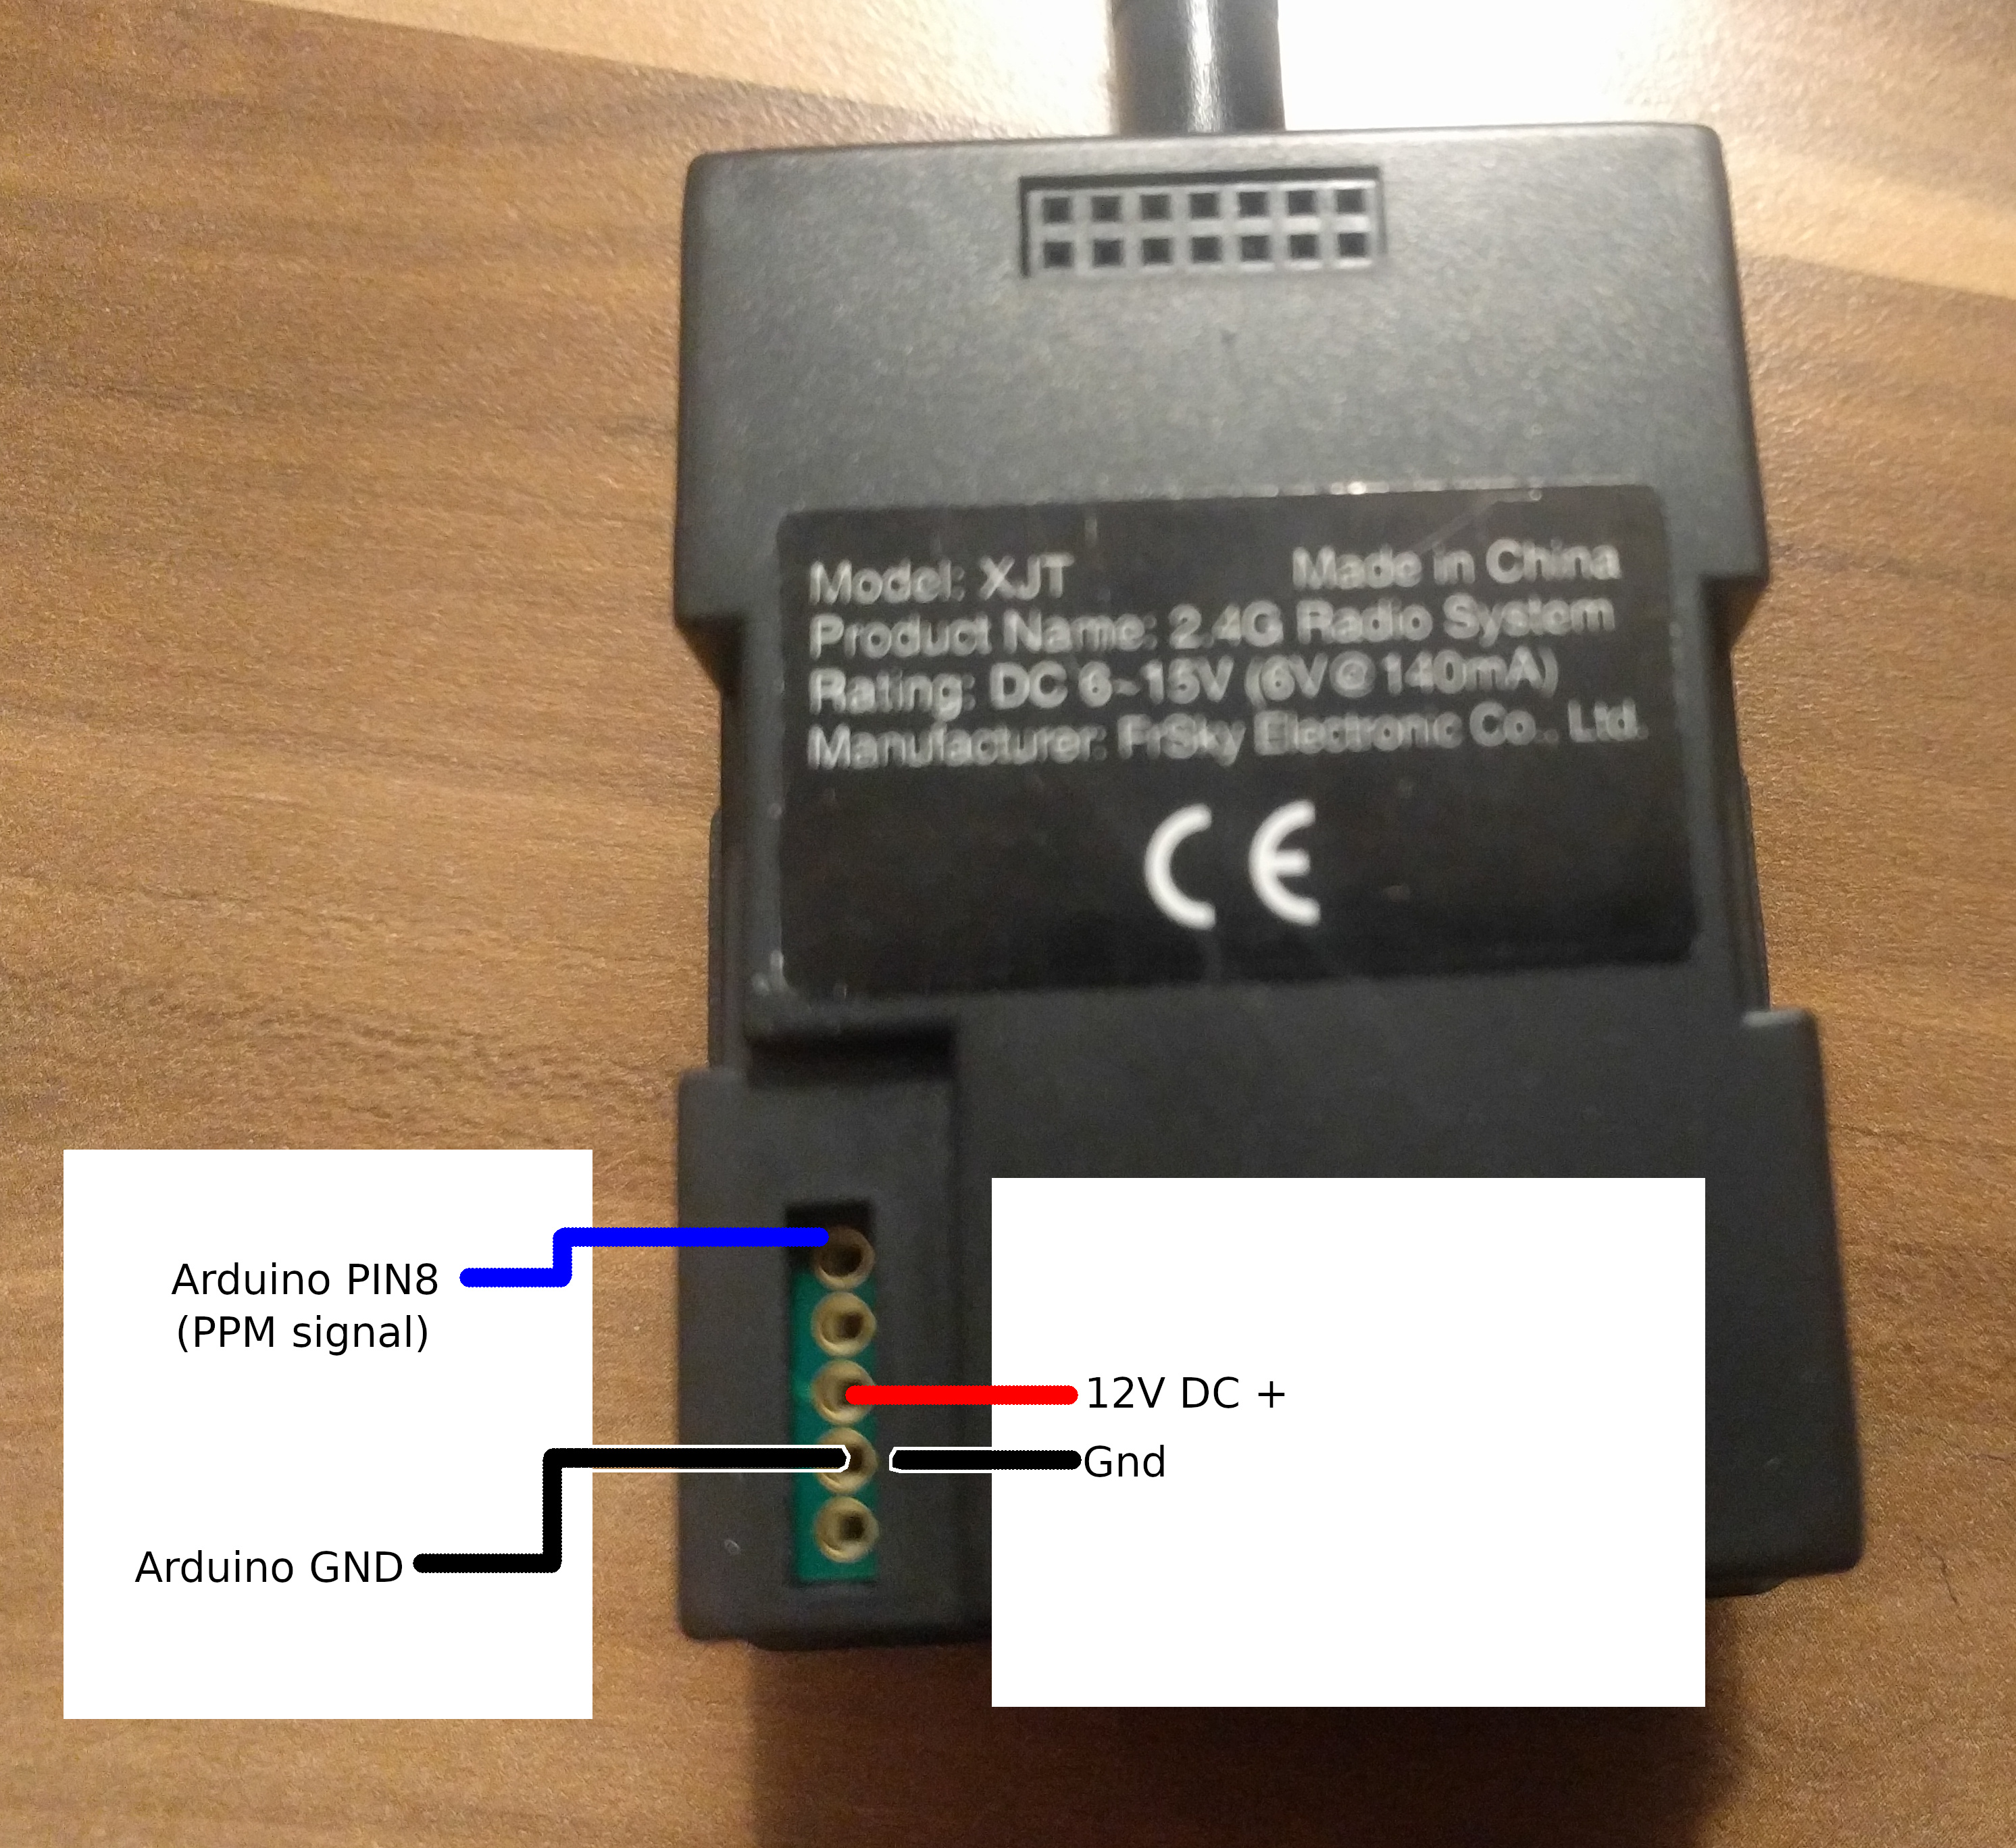 Model: XJT Made in China
Product Name: 2.4G Radio System
Rating: DC 6~15V (6V@140mA)
Manufacturer: FrSky Electronic Co., Ltd.
CE
Arduino PIN8
(PPM signal)
12V DC +
Gnd
Arduino GND